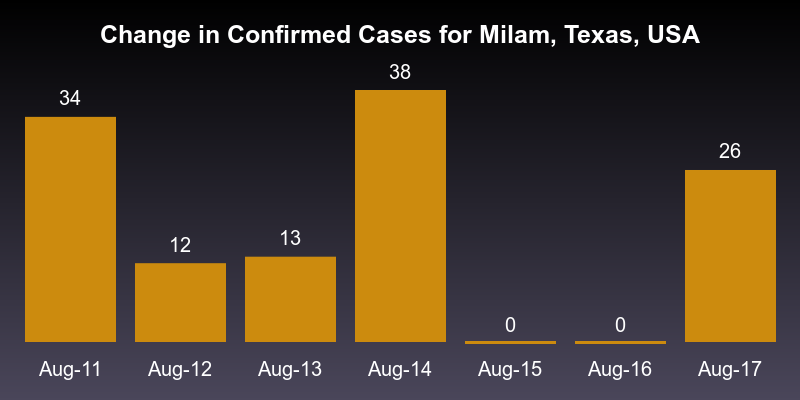 Change in Confirmed Cases for Milam, Texas, USA
34
12
13
38
0
0
26
Aug-11
Aug-12
Aug-13
Aug-14
Aug-15
Aug-16
Aug-17